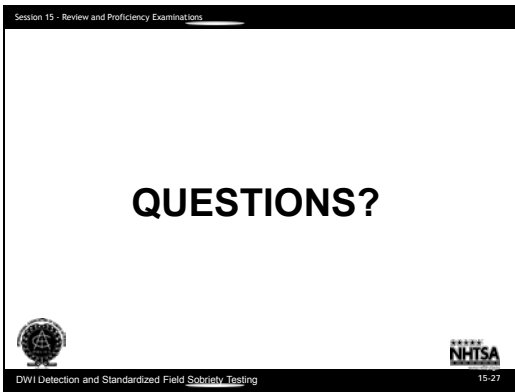 Session 15 - Review and Proficiency Examinations
QUESTIONS?
NHTSA
DWI Detection and Standardized Field Sobriety Testing
15-27